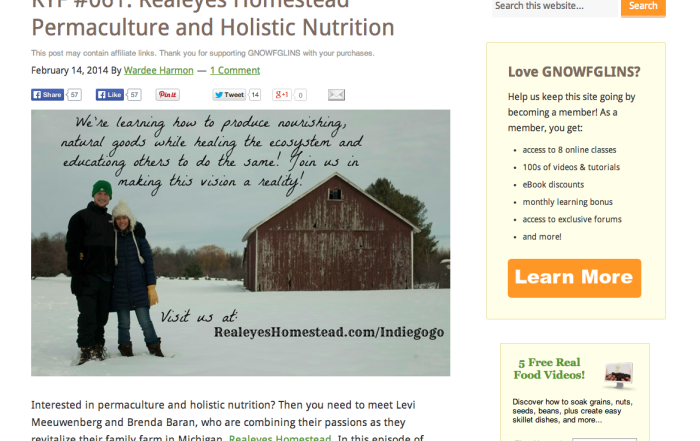 KYF #061: Realeyes Homestead
Permaculture and Holistic Nutrition
This post may contain affiliate links. Thank you for supporting GNOWFGLINS with your purchases.
February 14, 2014 By Wardee Harmon — 1 Comment
Share 57 Like 57 Pin it Tweet 14 +1 0
We're learning how to produce nourishing,
natural goods while healing the ecosystem and
educationg others to do the same! Join us in
making this vision a reality!
Visit us at:
RealeyesHomestead.com/Indiegogo
Interested in permaculture and holistic nutrition? Then you need to meet Levi
Meeuwenberg and Brenda Baran, who are combining their passions as they
revitalize their family farm in Michigan, Realeyes Homestead. In this episode of
Search this website… Search
Love GNOWFGLINS?
Help us keep this site going by
becoming a member! As a
member, you get:
• access to 8 online classes
• 100s of videos & tutorials
• eBook discounts
• monthly learning bonus
• access to exclusive forums
• and more!
Learn More
5 Free Real
Food Videos!
Discover how to soak grains, nuts,
seeds, beans, plus create easy
skillet dishes, and more...